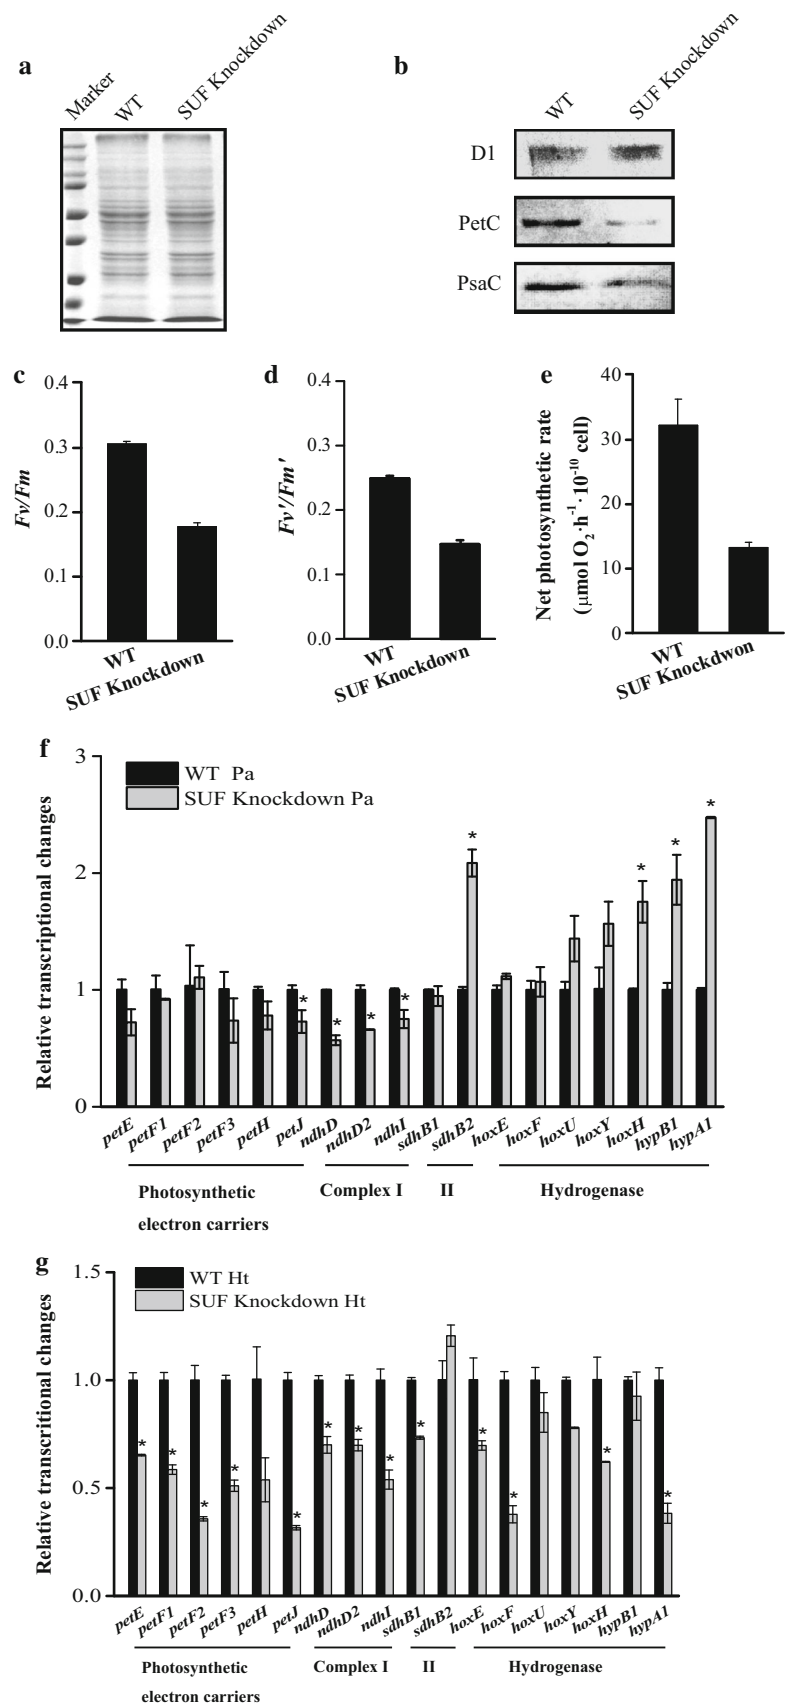 a
Marker
WT
SUF Knockdown
b
WT
SUF Knockdown
D1
PetC
PsaC
c
Fv/Fm
0.4
0.3
0.2
0.1
0.0
WT
SUF Knockdown
d
Fv'/Fm'
0.4
0.3
0.2
0.1
0.0
WT
SUF Knockdown
e
Net photosynthetic rate
(μmol O₂·h⁻¹·10⁻¹⁰ cell)
40
30
20
10
0
WT
SUF Knockdwon
f
Relative transcriptional changes
3
2
1
0
WT Pa
SUF Knockdown Pa
* * * * * * * *
petE petF1 petF2 petF3 petH petJ ndhD ndhD2 ndhI sdhB1 sdhB2 hoxE hoxF hoxU hoxY hoxH hypB1 hypA1
Photosynthetic Complex I II Hydrogenase
electron carriers
g
Relative transcritional changes
1.5
1.0
0.5
0.0
WT Ht
SUF Knockdown Ht
* * * * * * * * * * * * *
petE petF1 petF2 petF3 petH petJ ndhD ndhD2 ndhI sdhB1 sdhB2 hoxE hoxF hoxU hoxY hoxH hypB1 hypA1
Photosynthetic Complex I II Hydrogenase
electron carriers